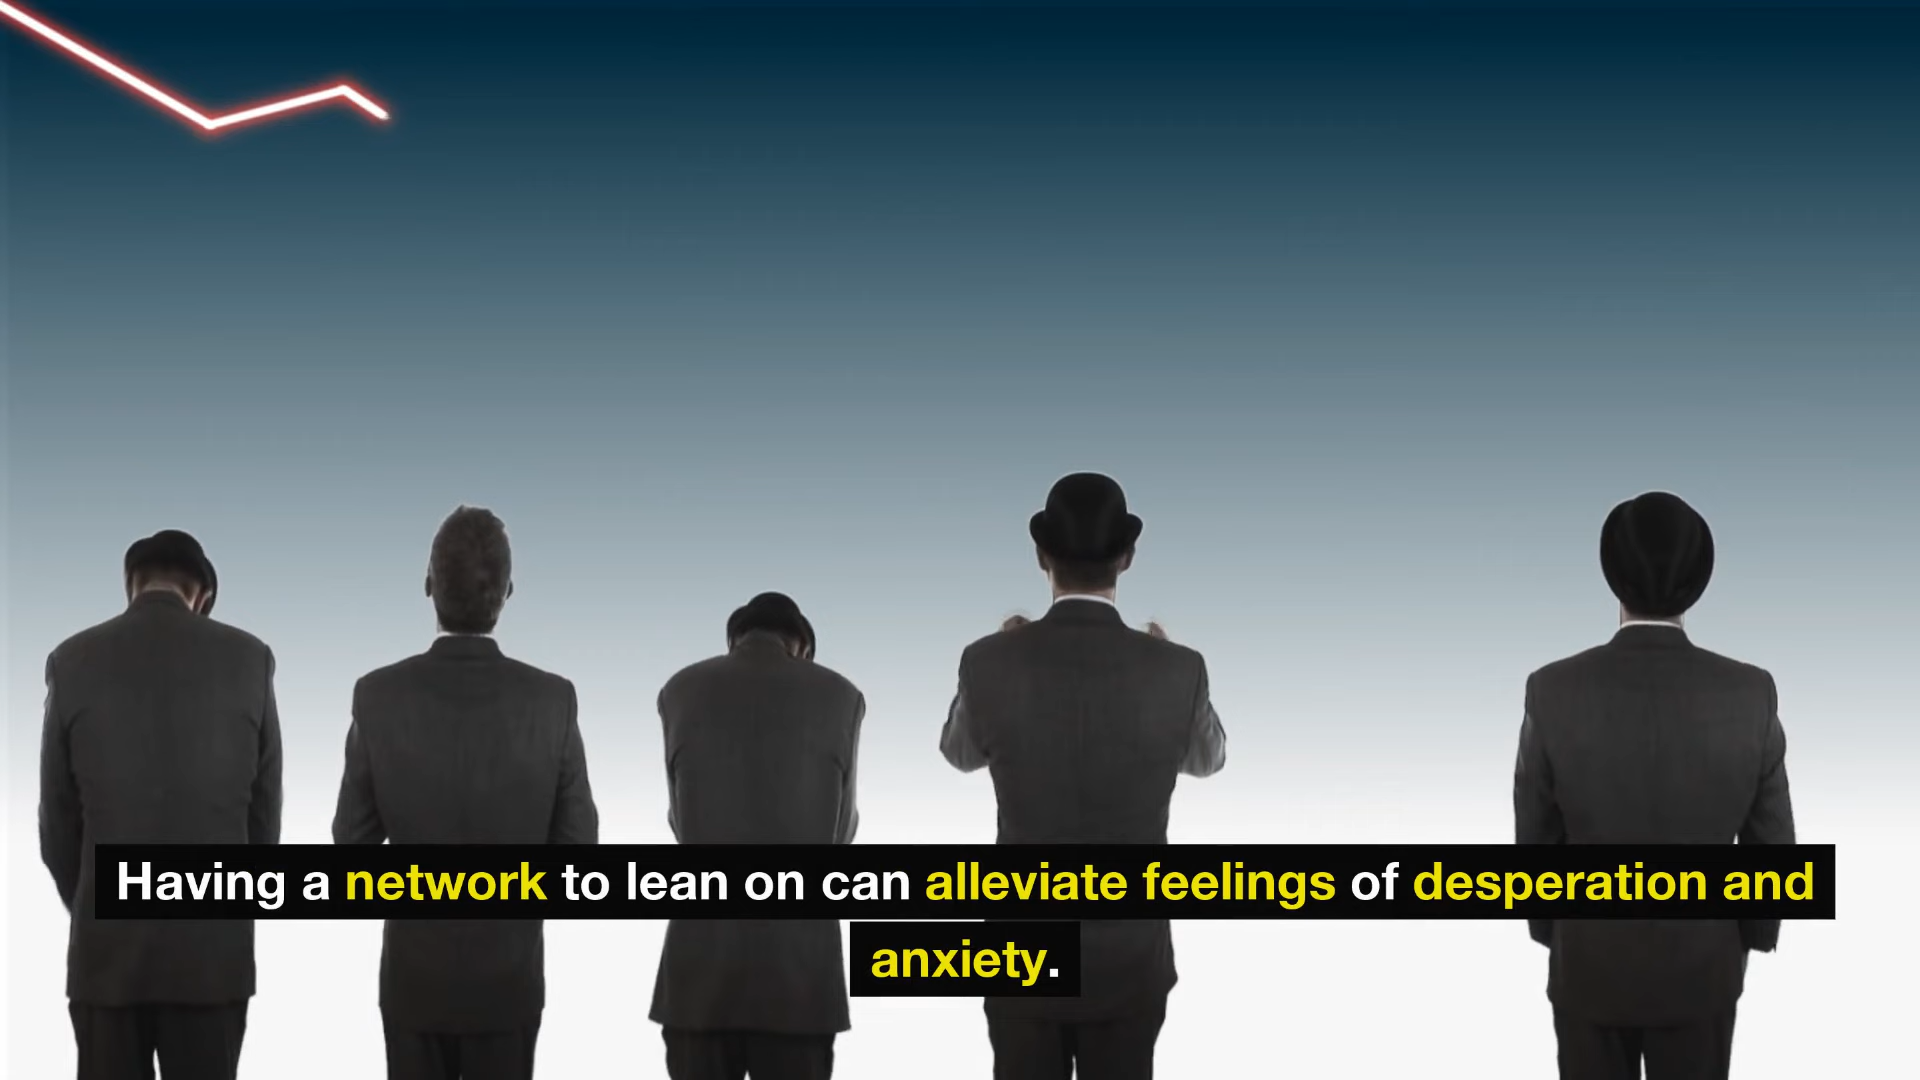 Having a network to lean on can alleviate feelings of desperation and
anxiety.